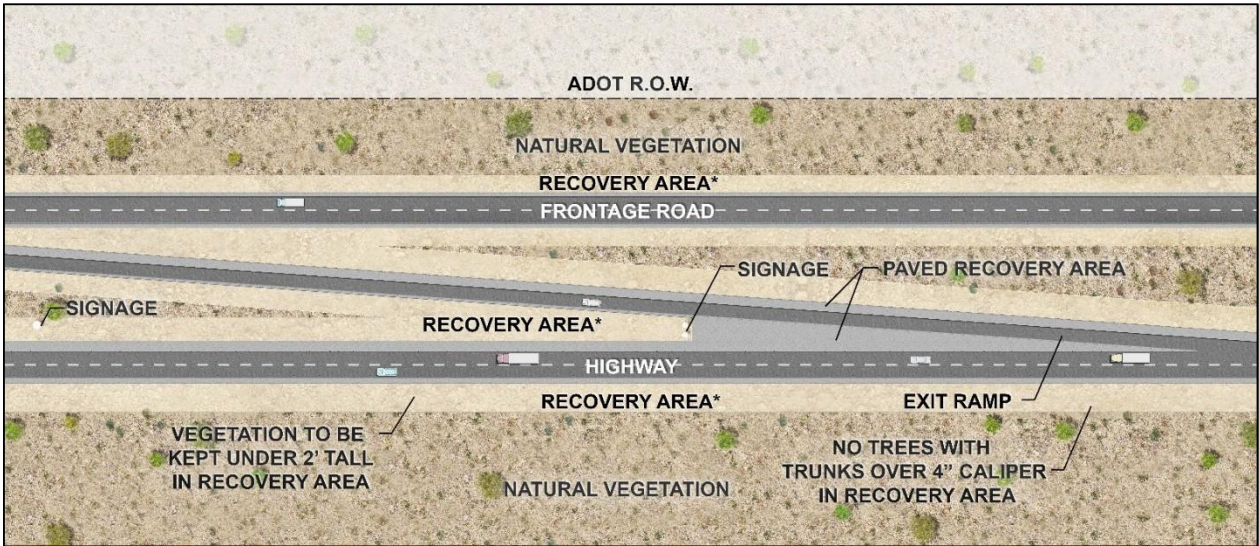 ADOT R.O.W.
NATURAL VEGETATION
RECOVERY AREA*
FRONTAGE ROAD
SIGNAGE
PAVED RECOVERY AREA
SIGNAGE
RECOVERY AREA*
HIGHWAY
RECOVERY AREA*
EXIT RAMP
VEGETATION TO BE
KEPT UNDER 2' TALL
IN RECOVERY AREA
NO TREES WITH
TRUNKS OVER 4" CALIPER
IN RECOVERY AREA
NATURAL VEGETATION